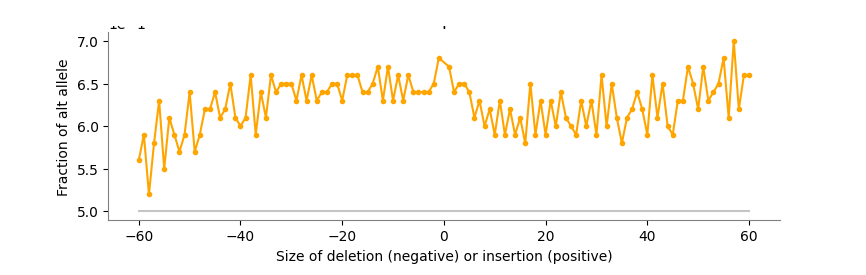 7.0
6.5
6.0
5.5
5.0
Fraction of alt allele
−60 −40 −20 0 20 40 60
Size of deletion (negative) or insertion (positive)